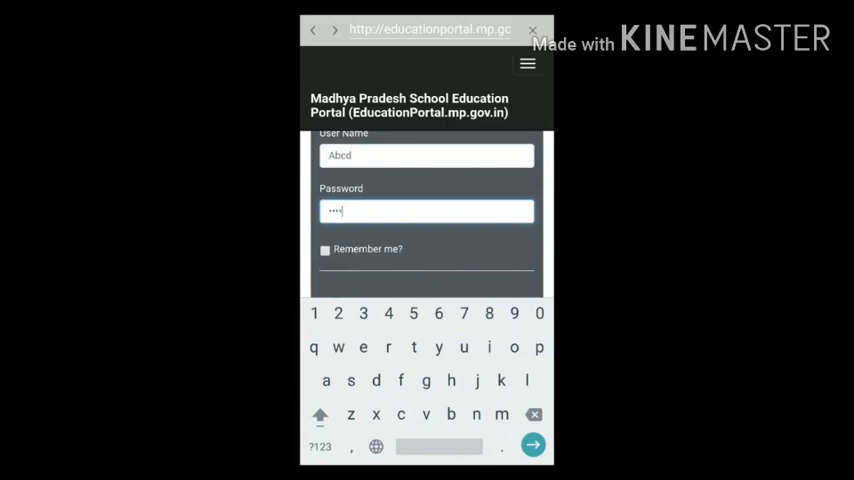 http://educationportal.mp.gc
Made with KINEMASTER
Madhya Pradesh School Education
Portal (EducationPortal.mp.gov.in)
User Name
Abcd
Password
••••
Remember me?
1 2 3 4 5 6 7 8 9 0
q w e r t y u i o p
a s d f g h j k l
z x c v b n m
?123 , .